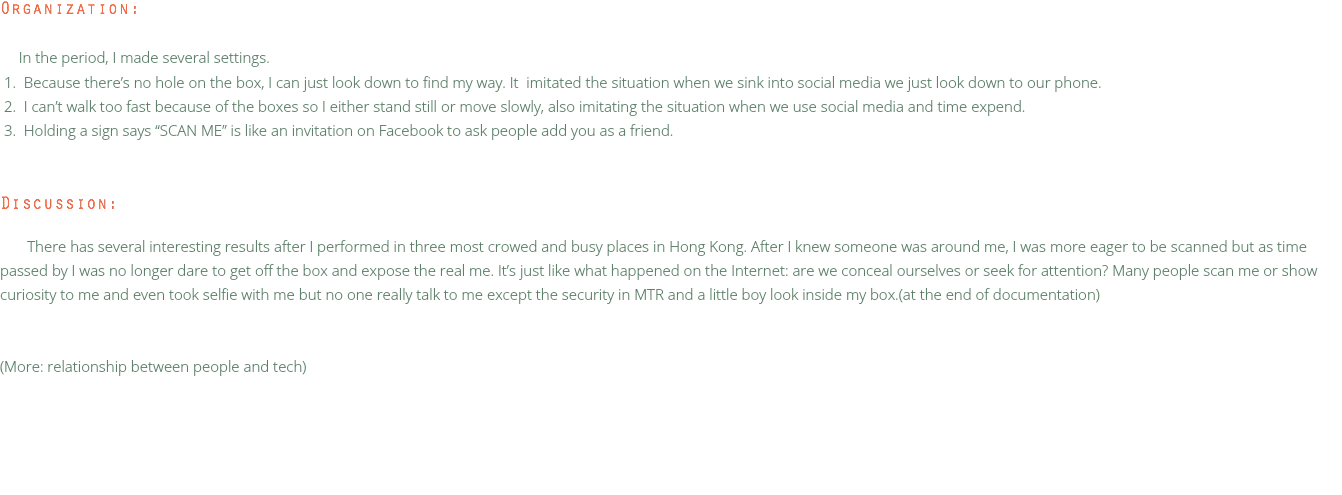 Organization:
In the period, I made several settings.
1. Because there’s no hole on the box, I can just look down to find my way. It imitated the situation when we sink into social media we just look down to our phone.
2. I can’t walk too fast because of the boxes so I either stand still or move slowly, also imitating the situation when we use social media and time expend.
3. Holding a sign says “SCAN ME” is like an invitation on Facebook to ask people add you as a friend.
Discussion:
There has several interesting results after I performed in three most crowed and busy places in Hong Kong. After I knew someone was around me, I was more eager to be scanned but as time
passed by I was no longer dare to get off the box and expose the real me. It’s just like what happened on the Internet: are we conceal ourselves or seek for attention? Many people scan me or show
curiosity to me and even took selfie with me but no one really talk to me except the security in MTR and a little boy look inside my box.(at the end of documentation)
(More: relationship between people and tech)